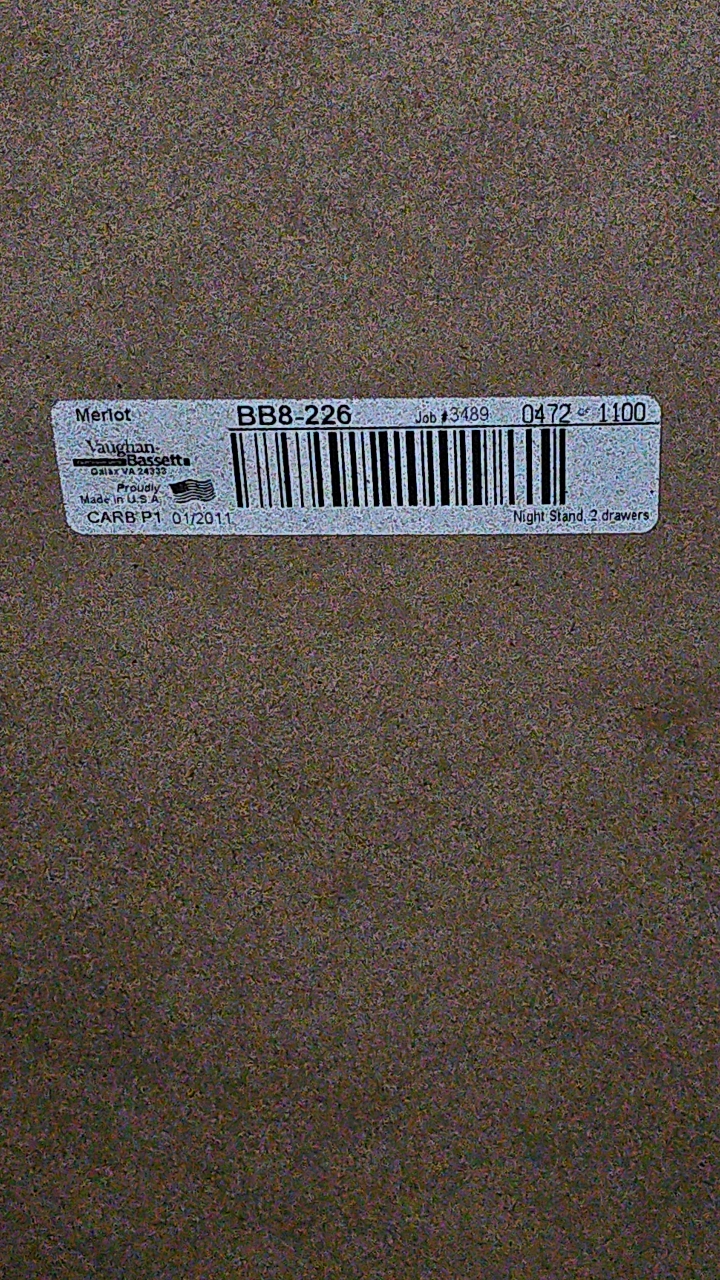 Merlot BB8-226 Job #3489 0472 OF 1100
Vaughan.
Bassett
Galax VA 24333
Proudly
Made in U.S.A.
CARB P1 01/2011
Night Stand, 2 drawers